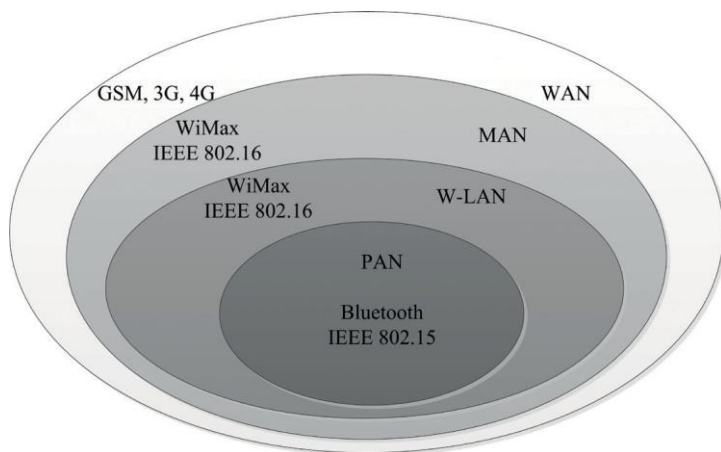 GSM, 3G, 4G
WAN
WiMax
IEEE 802.16
MAN
WiMax
IEEE 802.16
W-LAN
PAN
Bluetooth
IEEE 802.15